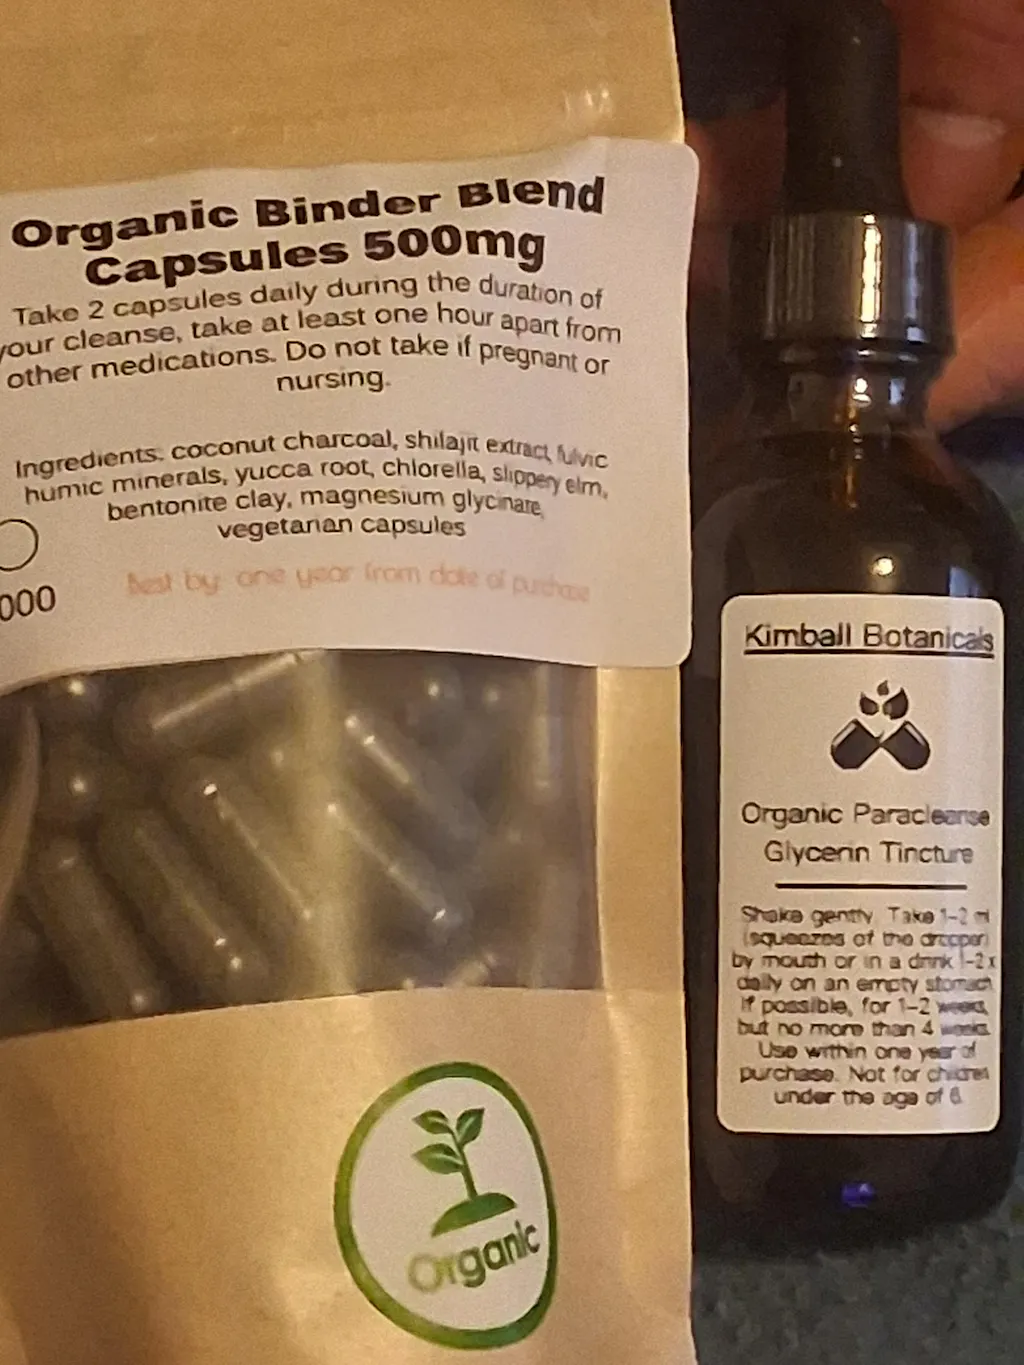 Organic Binder Blend
Capsules 500mg
Take 2 capsules daily during the duration of
your cleanse, take at least one hour apart from
other medications. Do not take if pregnant or
nursing.
Ingredients: coconut charcoal, shilajit extract, fulvic
humic minerals, yucca root, chlorella, slippery elm,
bentonite clay, magnesium glycinate,
vegetarian capsules
Best by: one year from date of purchase
000
Organic
Kimball Botanicals
Organic Paracleanse
Glycerin Tincture
Shake gently. Take 1-2 ml
(squeezes of the dropper)
by mouth or in a drink 1-2 x
daily on an empty stomach
if possible, for 1-2 weeks,
but no more than 4 weeks.
Use within one year of
purchase. Not for children
under the age of 6.